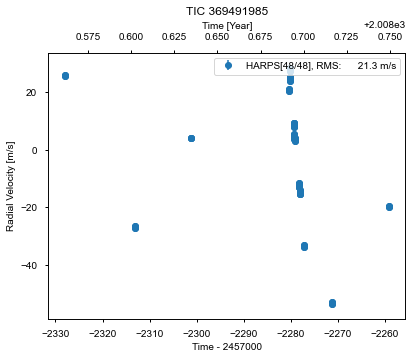 TIC 369491985
Time [Year]
+2.008e3
0.575 0.600 0.625 0.650 0.675 0.700 0.725 0.750
HARPS[48/48], RMS: 21.3 m/s
20
0
−20
−40
Radial Velocity [m/s]
−2330 −2320 −2310 −2300 −2290 −2280 −2270 −2260
Time - 2457000